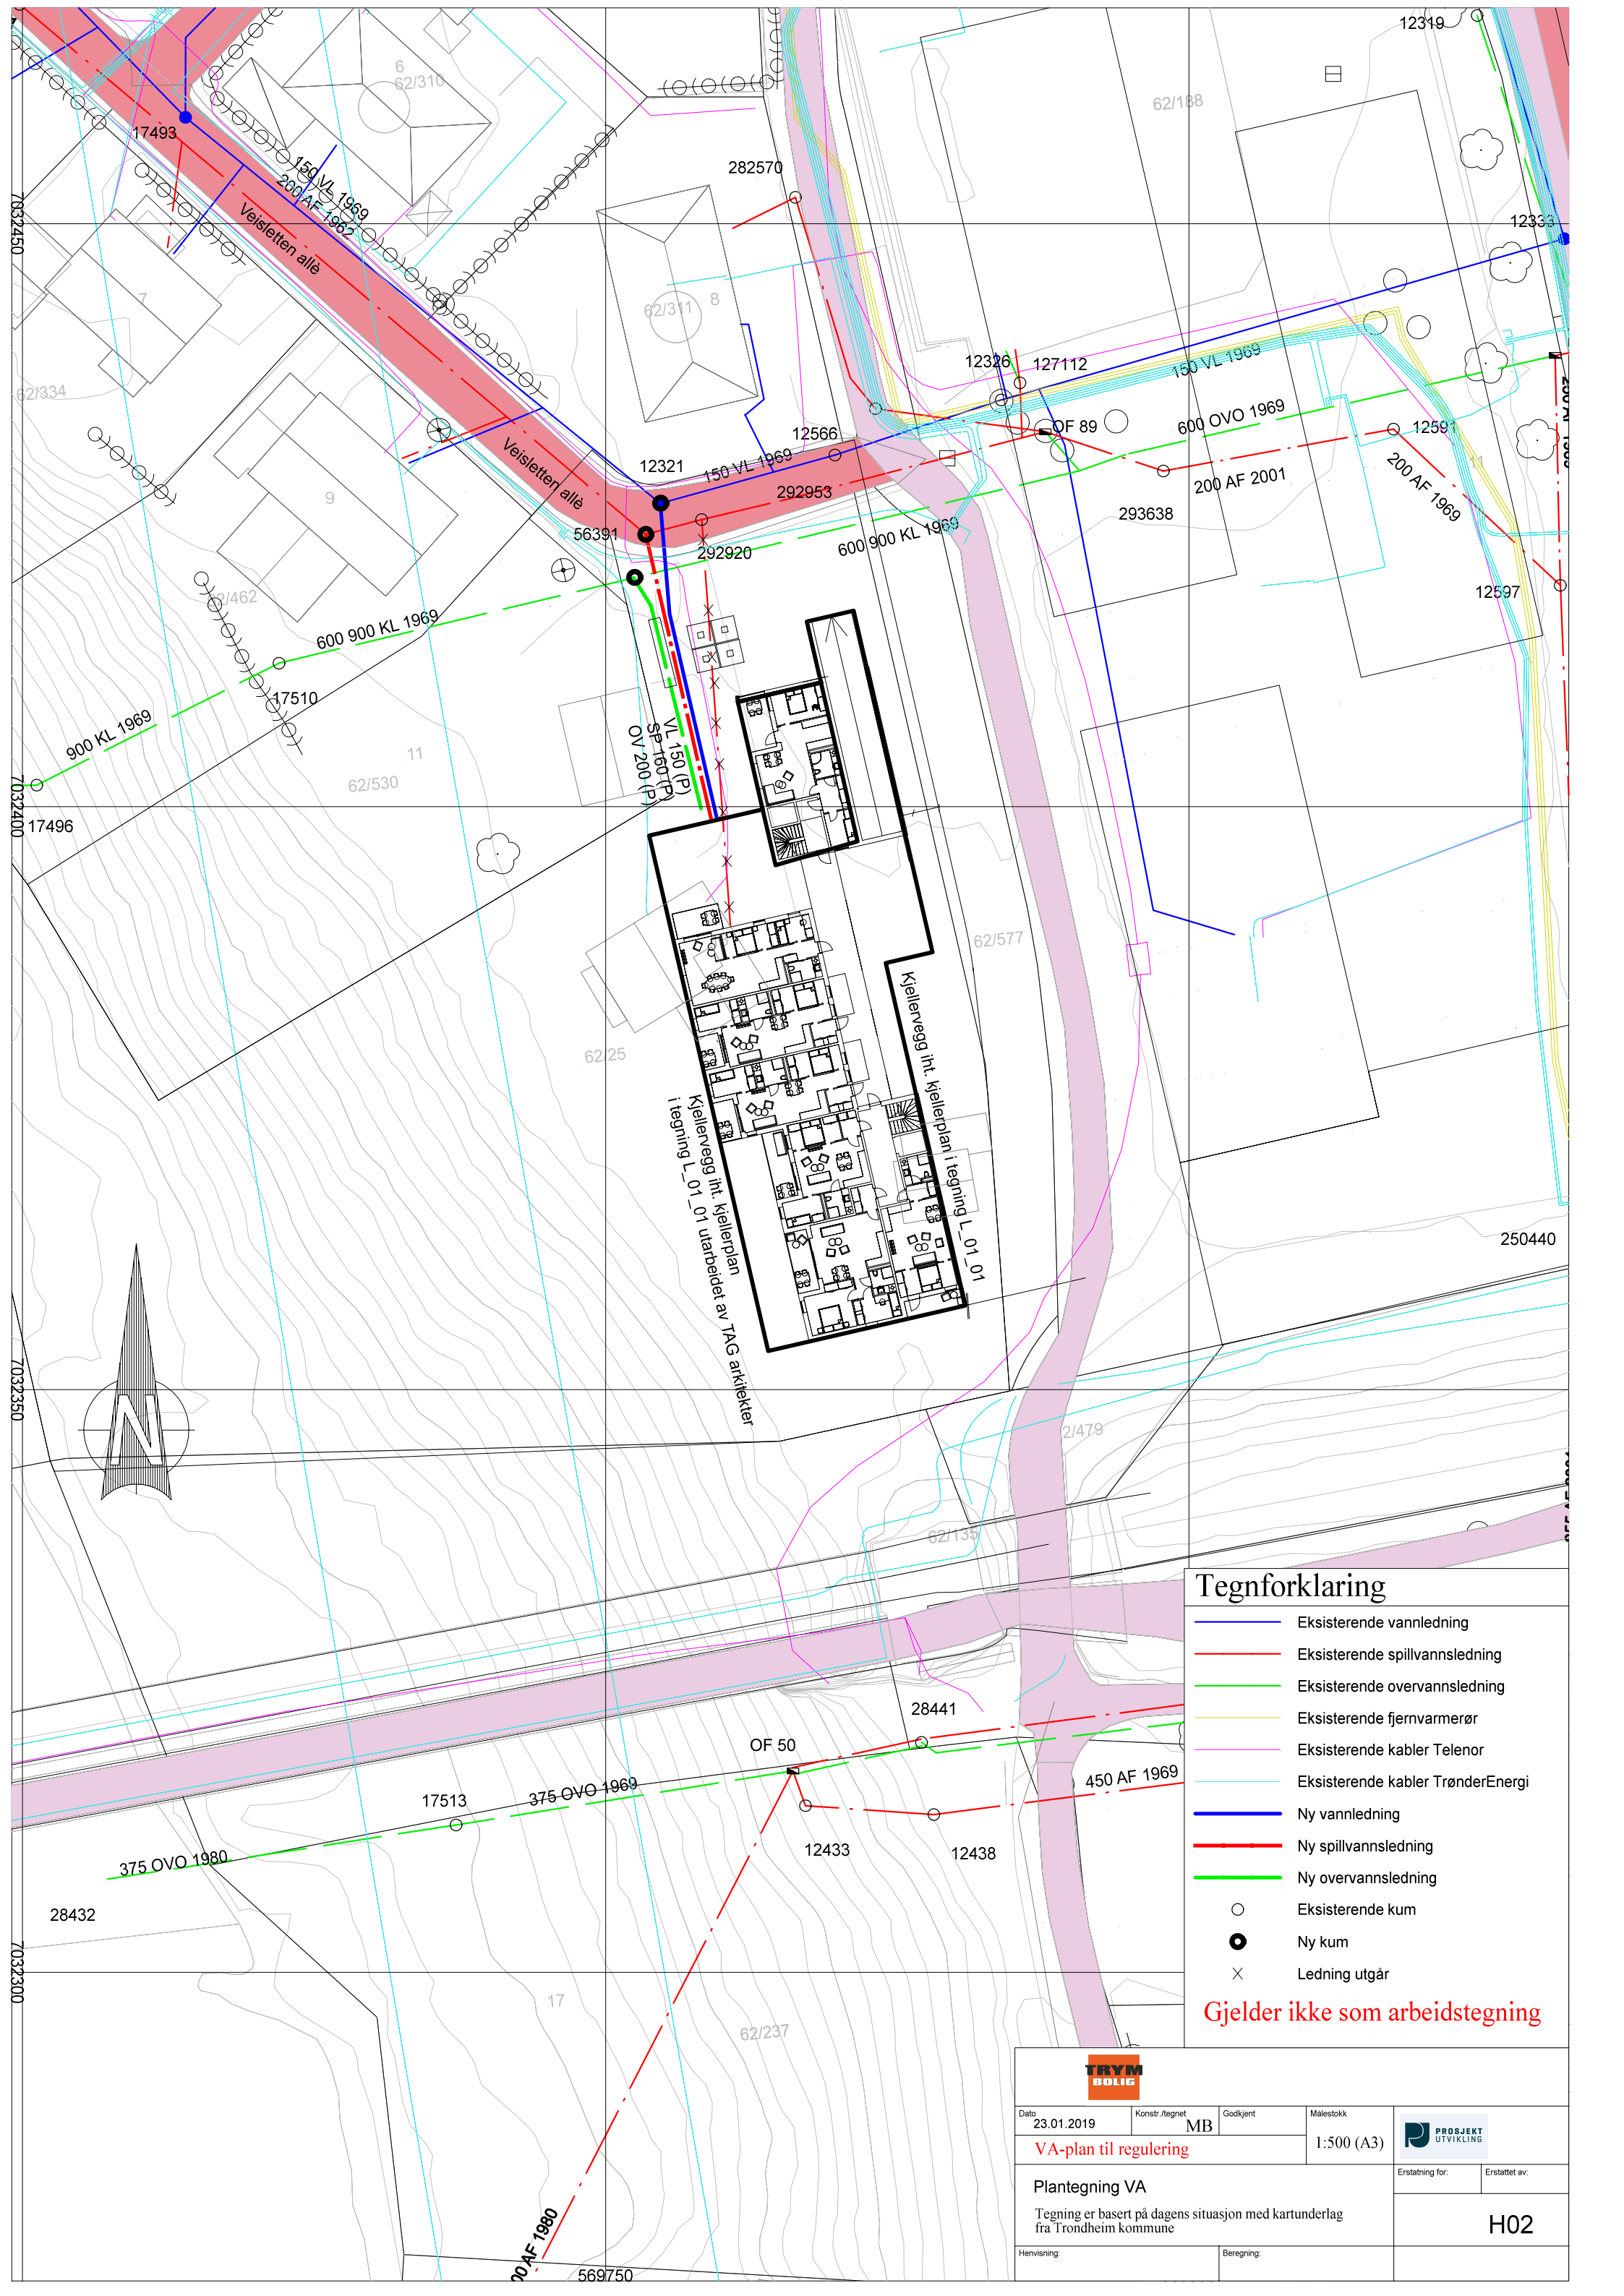 12319
6
62/310
62/188
17493
282570
150 VL 1969
200 AF 1962
Veisletten allè
7032450
12333
7
62/311
8
12326
127112
150 VL 1969
62/334
OF 89
600 OVO 1969
12591
12566
11
12321
150 VL 1969
Veisletten allè
292953
200 AF 2001
200 AF 1969
9
293638
56391
292920
600 900 KL 1969
12597
62/462
600 900 KL 1969
17510
900 KL 1969
11
62/530
VL 150 (P)
SP 160 (P)
OV 200 (P)
7032400
17496
62/577
62/25
Kjellervegg iht. kjellerplan i tegning L_01_01
Kjellervegg iht. kjellerplan
i tegning L_01_01 utarbeidet av TAG arkitekter
250440
7032350
N
2/479
62/135
Tegnforklaring
Eksisterende vannledning
Eksisterende spillvannsledning
Eksisterende overvannsledning
Eksisterende fjernvarmerør
Eksisterende kabler Telenor
Eksisterende kabler TrønderEnergi
Ny vannledning
Ny spillvannsledning
Ny overvannsledning
Eksisterende kum
Ny kum
Ledning utgår
Gjelder ikke som arbeidstegning
28441
OF 50
450 AF 1969
17513
375 OVO 1969
12433
12438
375 OVO 1980
28432
7032300
17
62/237
00 AF 1980
569750
TRYM
BOLIG
Dato
23.01.2019
Konstr./tegnet
MB
Godkjent
Målestokk
1:500 (A3)
PROSJEKT
UTVIKLING
VA-plan til regulering
Erstatning for:
Erstattet av:
Plantegning VA
Tegning er basert på dagens situasjon med kartunderlag
fra Trondheim kommune
H02
Henvisning:
Beregning: